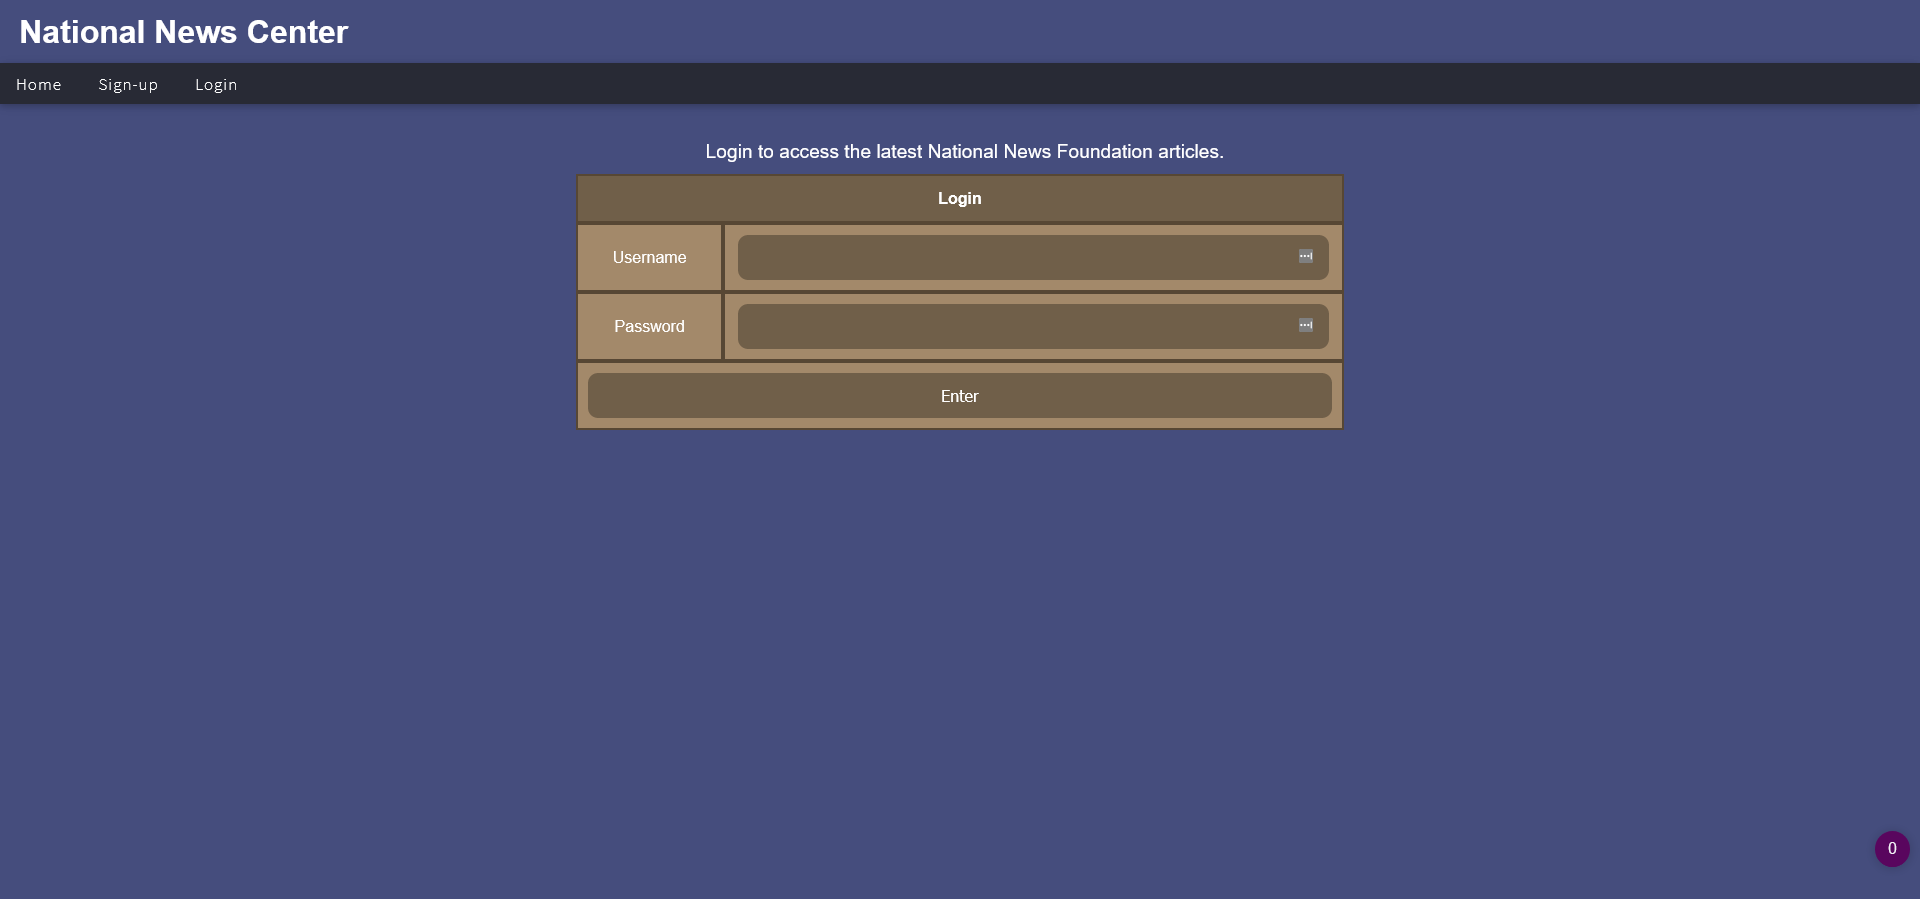 National News Center
Home Sign-up Login
Login to access the latest National News Foundation articles.
Login
Username
Password
Enter
0